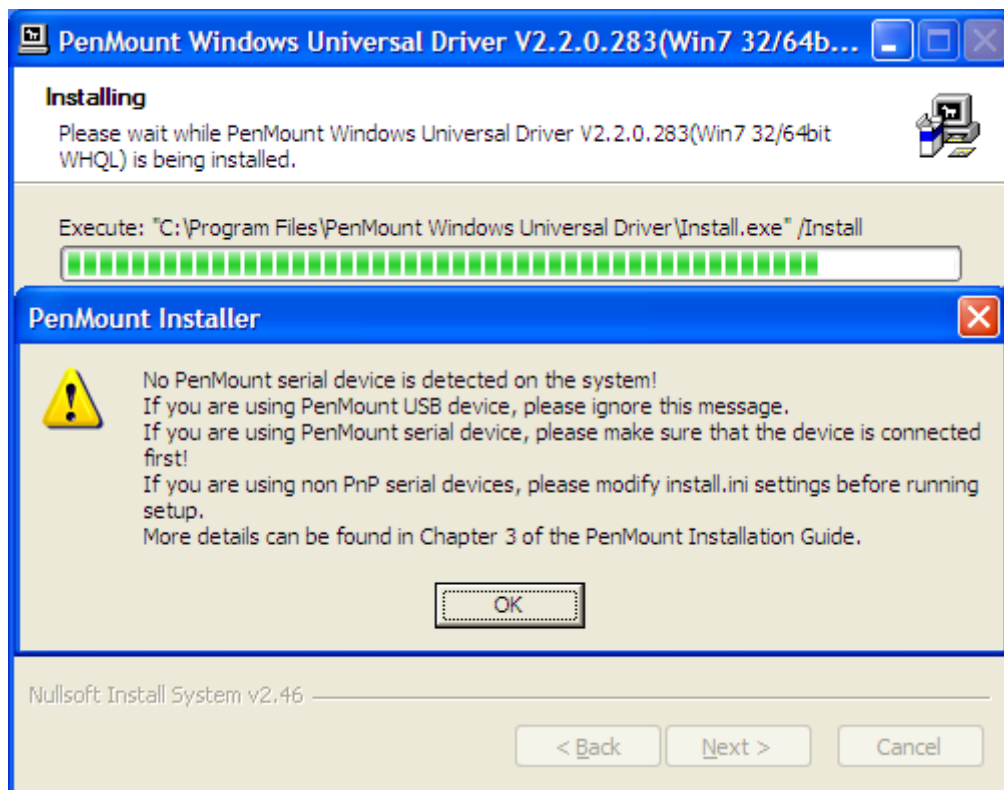 PenMount Windows Universal Driver V2.2.0.283(Win7 32/64b...
Installing
Please wait while PenMount Windows Universal Driver V2.2.0.283(Win7 32/64bit
WHQL) is being installed.
Execute: "C:\Program Files\PenMount Windows Universal Driver\Install.exe" /Install
PenMount Installer
No PenMount serial device is detected on the system!
If you are using PenMount USB device, please ignore this message.
If you are using PenMount serial device, please make sure that the device is connected
first!
If you are using non PnP serial devices, please modify install.ini settings before running
setup.
More details can be found in Chapter 3 of the PenMount Installation Guide.
OK
Nullsoft Install System v2.46
< Back
Next >
Cancel